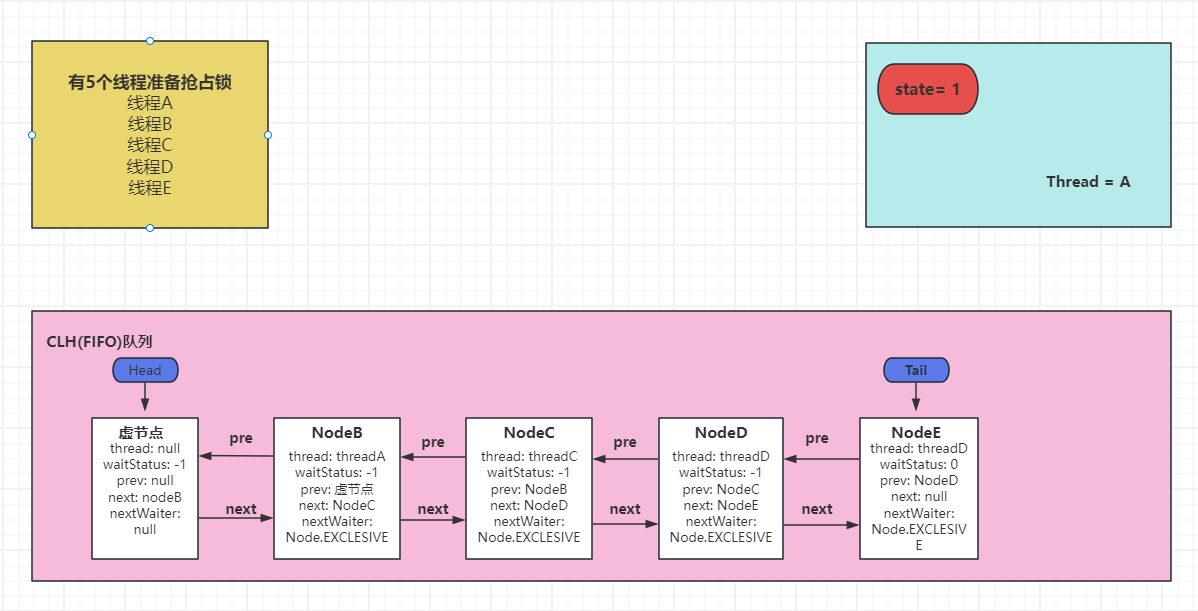 有5个线程准备抢占锁
线程A
线程B
线程C
线程D
线程E
state= 1
Thread = A
CLH(FIFO)队列
Head
Tail
虚节点
thread: null
waitStatus: -1
prev: null
next: nodeB
nextWaiter:
null
pre
next
NodeB
thread: threadA
waitStatus: -1
prev: 虚节点
next: NodeC
nextWaiter:
Node.EXCLESIVE
pre
next
NodeC
thread: threadC
waitStatus: -1
prev: NodeB
next: NodeD
nextWaiter:
Node.EXCLESIVE
pre
next
NodeD
thread: threadD
waitStatus: -1
prev: NodeC
next: NodeE
nextWaiter:
Node.EXCLESIVE
pre
next
NodeE
thread: threadD
waitStatus: 0
prev: NodeD
next: null
nextWaiter:
Node.EXCLESIV
E